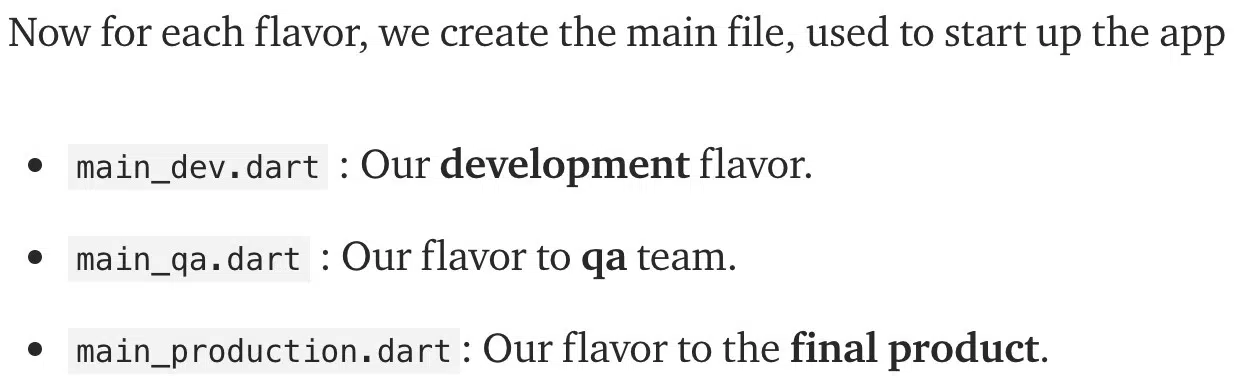 Now for each flavor, we create the main file, used to start up the app
• main_dev.dart : Our development flavor.
• main_qa.dart : Our flavor to qa team.
• main_production.dart: Our flavor to the final product.